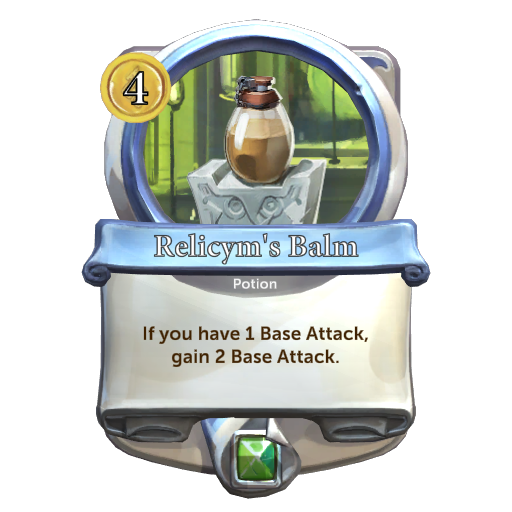 4
Relicym's Balm
Potion
If you have 1 Base Attack,
gain 2 Base Attack.